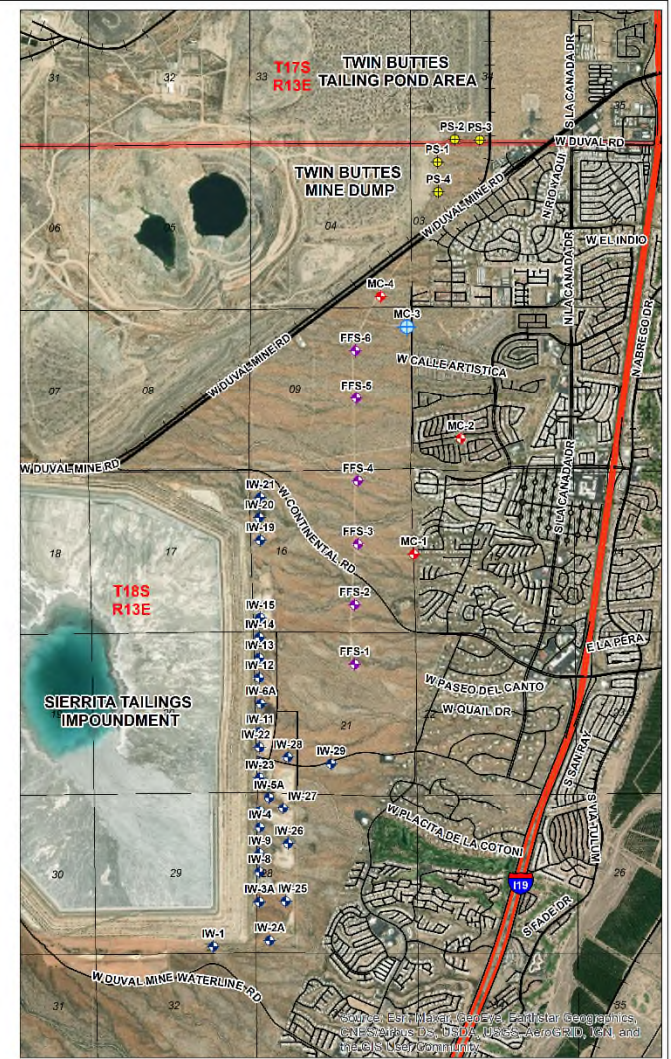 TWIN BUTTES
TAILING POND AREA
T17S
R13E
31
32
33
34
35
S LA CANADA DR
PS-2
PS-3
W DUVAL RD
PS-1
TWIN BUTTES
MINE DUMP
PS-4
N RIO YAQUI
W DUVAL MINE RD
06
05
04
03
W EL INDIO
N LA CANADA DR
N ABREGO DR
MC-4
MC-3
FFS-6
W DUVAL MINE RD
W CALLE ARTISTICA
07
08
09
FFS-5
MC-2
W DUVAL MINE RD
FFS-4
S LA CANADA DR
IW-21
IW-20
IW-19
W CONTINENTAL RD
FFS-3
18
17
16
MC-1
T18S
R13E
FFS-2
IW-15
IW-14
IW-13
IW-12
E LA PERA
FFS-1
W PASEO DEL CANTO
IW-6A
SIERRITA TAILINGS
IMPOUNDMENT
W QUAIL DR
IW-11
21
IW-22
IW-28
IW-29
S SAN RAY
IW-23
IW-5A
IW-27
S VIA TULUM
IW-4
W PLACITA DE LA COTONI
IW-26
IW-9
IW-8
30
29
28
26
I19
IW-3A
IW-25
S FADE DR
IW-1
IW-2A
W DUVAL MINE WATERLINE RD
31
32
35
Source: Esri, Maxar, GeoEye, Earthstar Geographics,
CNES/Airbus DS, USDA, USGS, AeroGRID, IGN, and
the GIS User Community